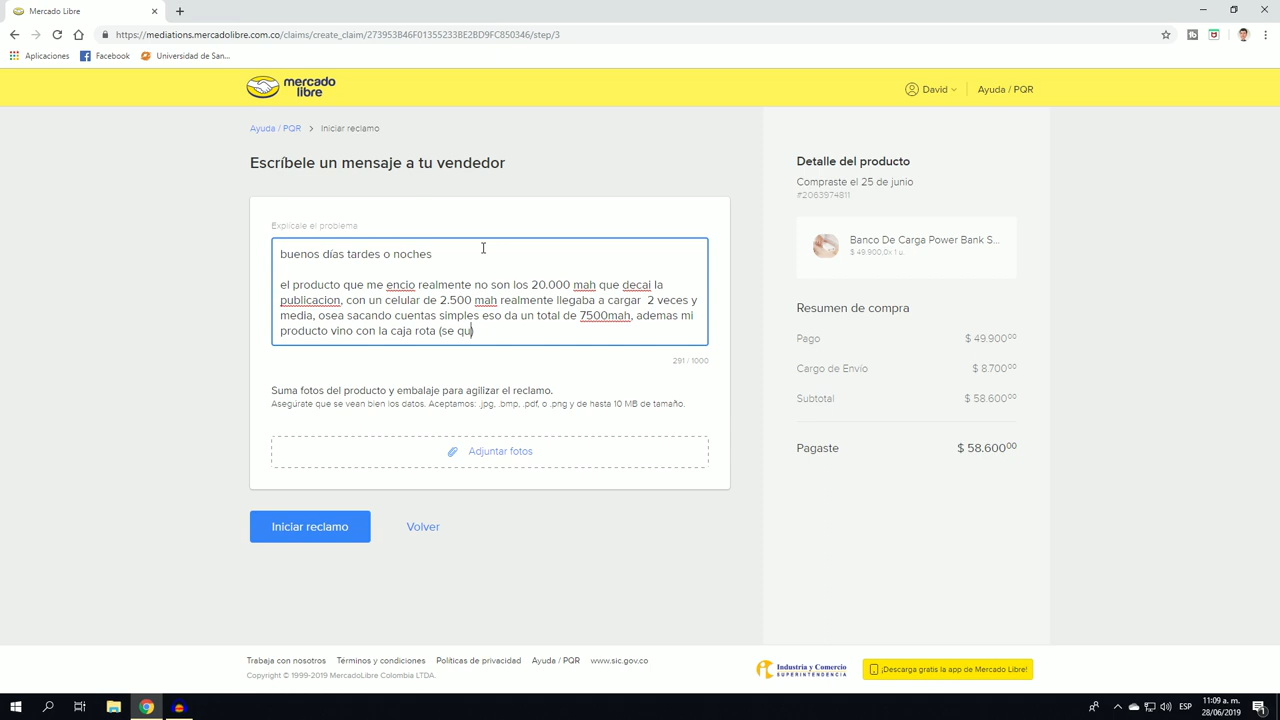 Mercado Libre
https://mediations.mercadolibre.com.co/claims/create_claim/273953B46F01355233BE2BD9FC850346/step/3
Aplicaciones
Facebook
Universidad de San...
mercado
libre
David
Ayuda / PQR
Ayuda / PQR > Iniciar reclamo
Escríbele un mensaje a tu vendedor
Explícale el problema
buenos días tardes o noches
el producto que me encio realmente no son los 20.000 mah que decai la
publicacion, con un celular de 2.500 mah realmente llegaba a cargar 2 veces y
media, osea sacando cuentas simples eso da un total de 7500mah, ademas mi
producto vino con la caja rota (se qu)
291 / 1000
Suma fotos del producto y embalaje para agilizar el reclamo.
Asegúrate que se vean bien los datos. Aceptamos: .jpg, .bmp, .pdf, o .png y de hasta 10 MB de tamaño.
Adjuntar fotos
Iniciar reclamo
Volver
Detalle del producto
Compraste el 25 de junio
#2063974811
Banco De Carga Power Bank S...
$ 49.900,0x 1 u.
Resumen de compra
Pago $ 49.900⁰⁰
Cargo de Envío $ 8.700⁰⁰
Subtotal $ 58.600⁰⁰
Pagaste $ 58.600⁰⁰
Trabaja con nosotros Términos y condiciones Políticas de privacidad Ayuda / PQR www.sic.gov.co
Copyright © 1999-2019 MercadoLibre Colombia LTDA.
Industria y Comercio
SUPERINTENDENCIA
¡Descarga gratis la app de Mercado Libre!
ESP
11:09 a. m.
28/06/2019
1